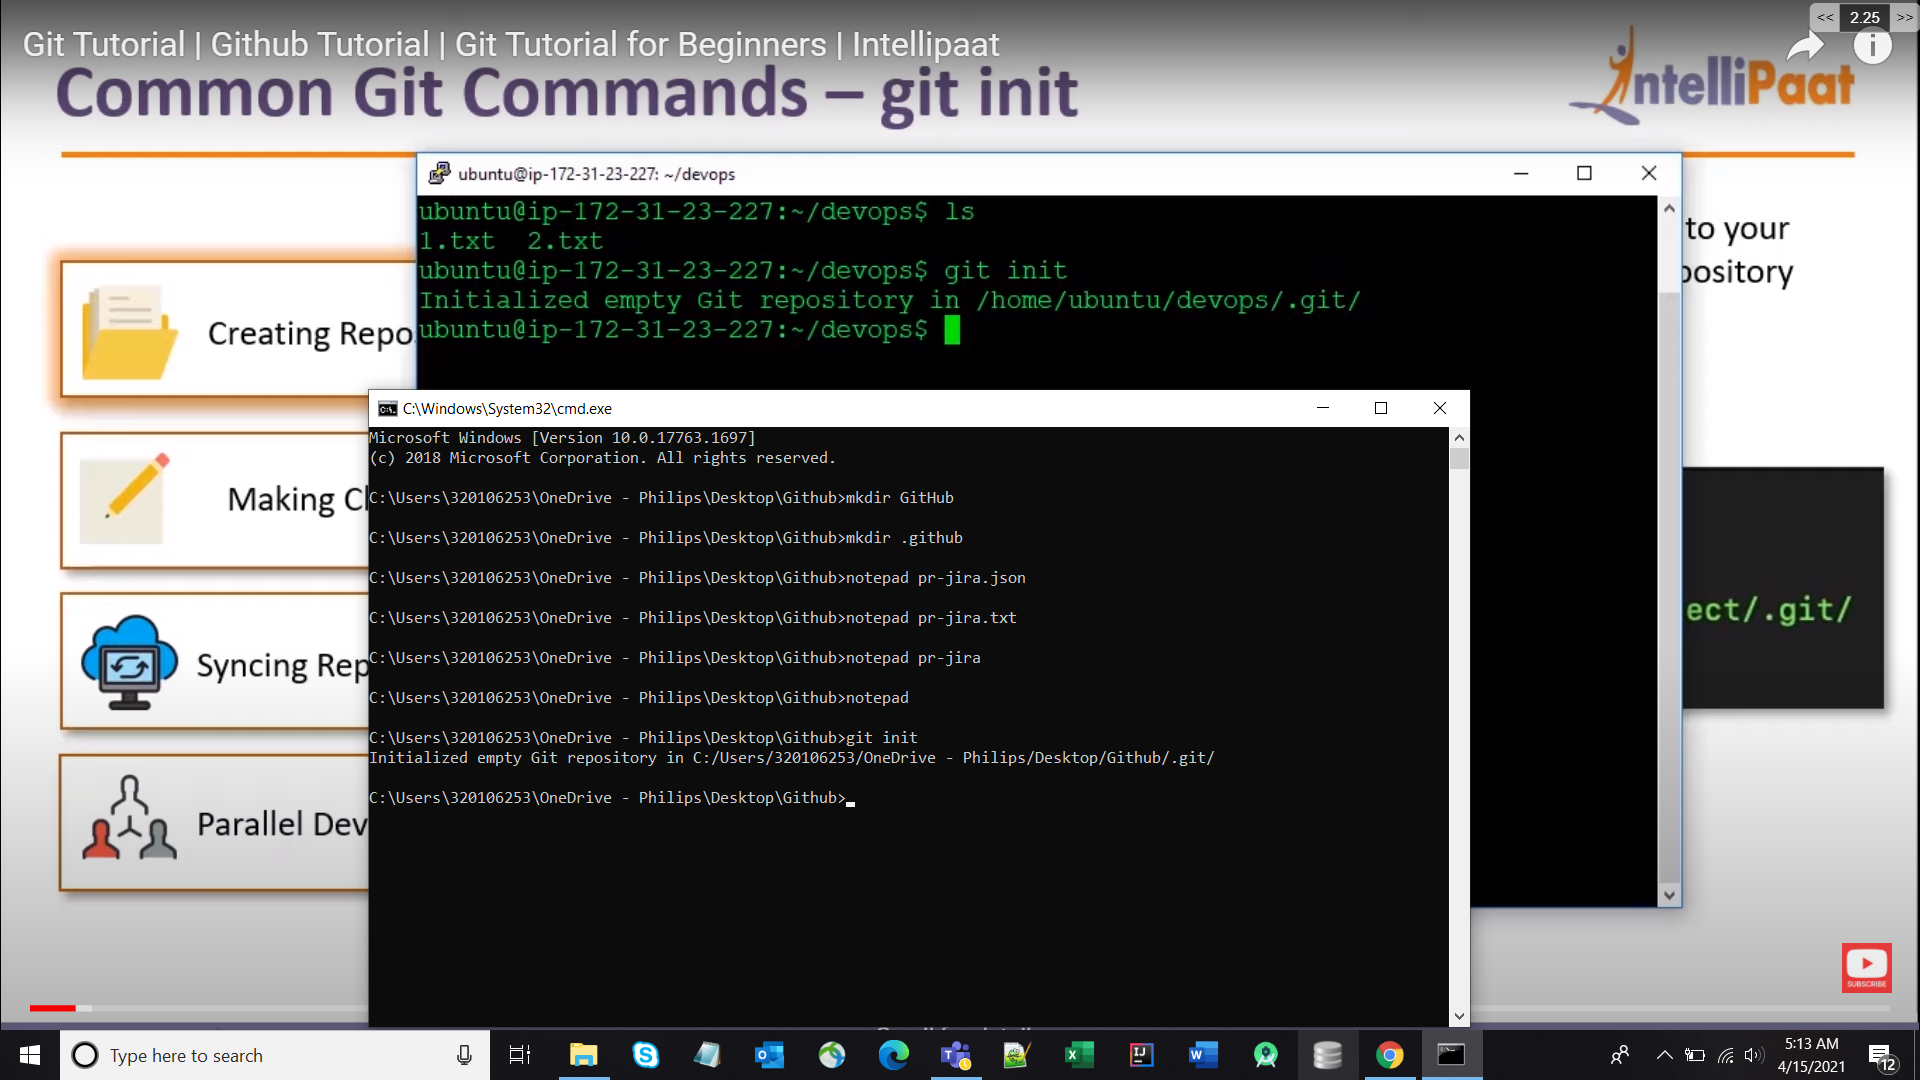 << 2.25 >>
Git Tutorial | Github Tutorial | Git Tutorial for Beginners | Intellipaat
Common Git Commands – git init
IntelliPaat
ubuntu@ip-172-31-23-227: ~/devops
ubuntu@ip-172-31-23-227:~/devops$ ls
1.txt  2.txt
ubuntu@ip-172-31-23-227:~/devops$ git init
Initialized empty Git repository in /home/ubuntu/devops/.git/
ubuntu@ip-172-31-23-227:~/devops$
to your
pository
Creating Repo
Making Cl
Syncing Rep
Parallel Dev
ect/.git/
C:\Windows\System32\cmd.exe
Microsoft Windows [Version 10.0.17763.1697]
(c) 2018 Microsoft Corporation. All rights reserved.
C:\Users\320106253\OneDrive - Philips\Desktop\Github>mkdir GitHub
C:\Users\320106253\OneDrive - Philips\Desktop\Github>mkdir .github
C:\Users\320106253\OneDrive - Philips\Desktop\Github>notepad pr-jira.json
C:\Users\320106253\OneDrive - Philips\Desktop\Github>notepad pr-jira.txt
C:\Users\320106253\OneDrive - Philips\Desktop\Github>notepad pr-jira
C:\Users\320106253\OneDrive - Philips\Desktop\Github>notepad
C:\Users\320106253\OneDrive - Philips\Desktop\Github>git init
Initialized empty Git repository in C:/Users/320106253/OneDrive - Philips/Desktop/Github/.git/
C:\Users\320106253\OneDrive - Philips\Desktop\Github>
SUBSCRIBE
Type here to search
5:13 AM
4/15/2021
12